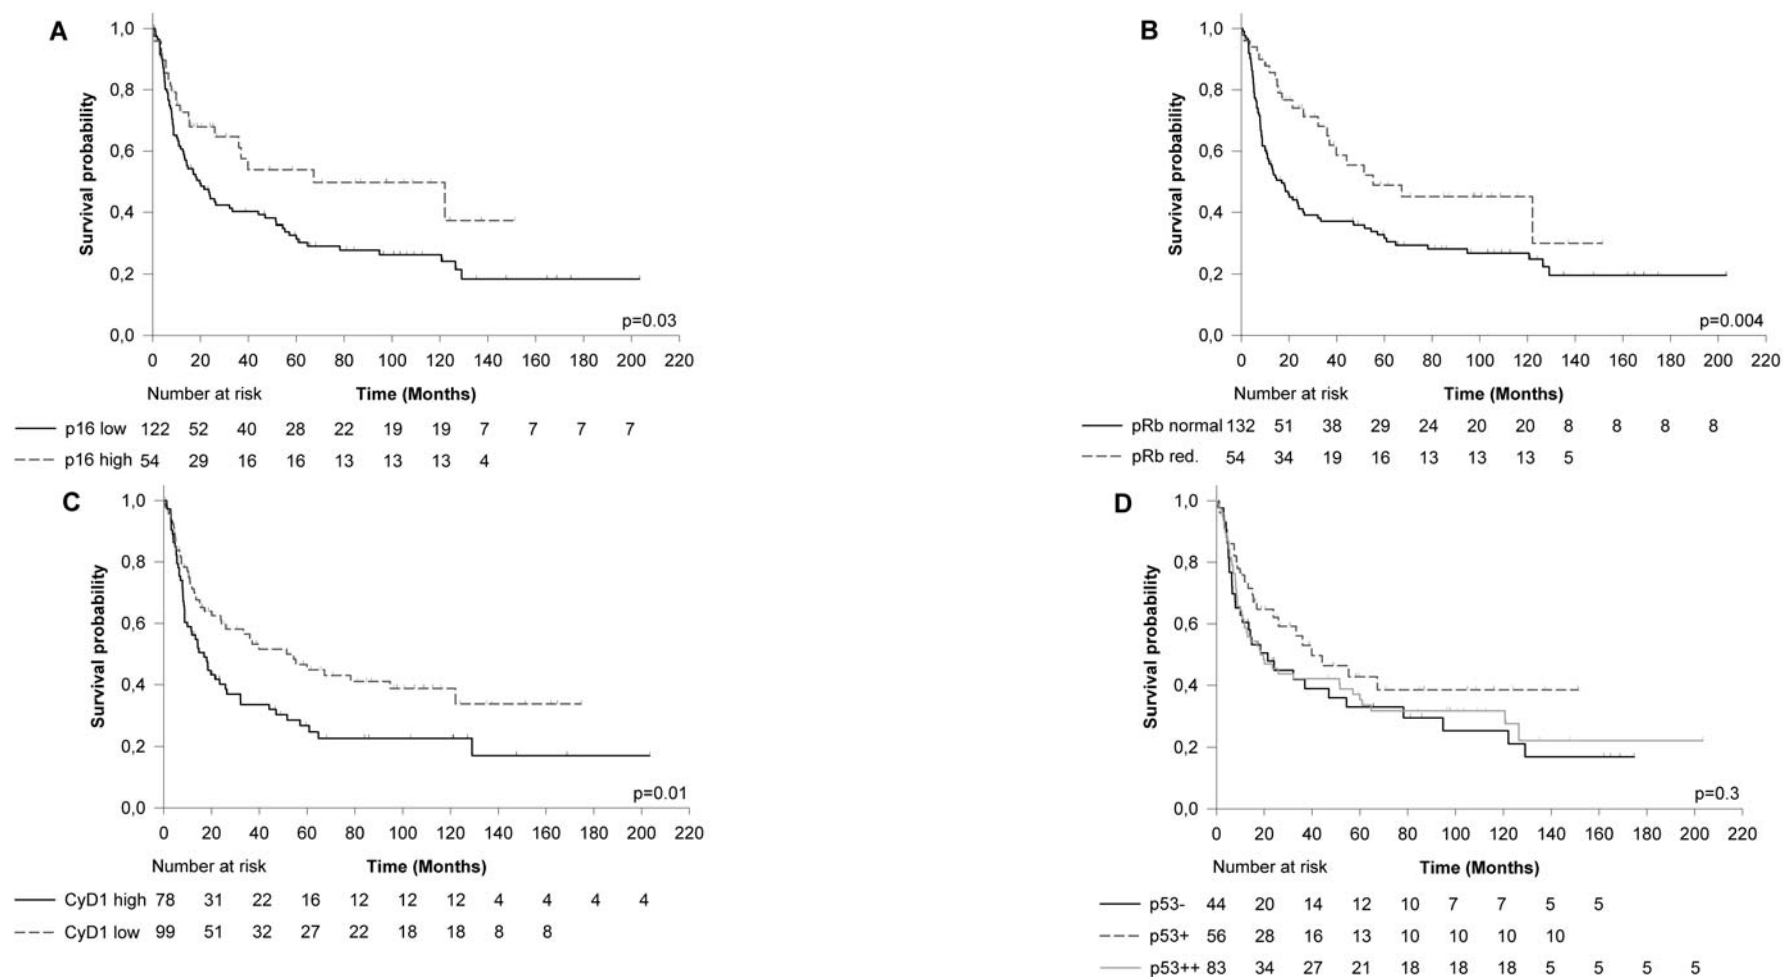 A
1,0
0,8
0,6
0,4
0,2
0,0
Survival probability
p=0.03
0 20 40 60 80 100 120 140 160 180 200 220
Number at risk Time (Months)
p16 low 122 52 40 28 22 19 19 7 7 7 7
p16 high 54 29 16 16 13 13 13 4
B
1,0
0,8
0,6
0,4
0,2
0,0
Survival probability
p=0.004
0 20 40 60 80 100 120 140 160 180 200 220
Number at risk Time (Months)
pRb normal 132 51 38 29 24 20 20 8 8 8 8
pRb red. 54 34 19 16 13 13 13 5
C
1,0
0,8
0,6
0,4
0,2
0,0
Survival probability
p=0.01
0 20 40 60 80 100 120 140 160 180 200 220
Number at risk Time (Months)
CyD1 high 78 31 22 16 12 12 12 4 4 4 4
CyD1 low 99 51 32 27 22 18 18 8 8
D
1,0
0,8
0,6
0,4
0,2
0,0
Survival probability
p=0.3
0 20 40 60 80 100 120 140 160 180 200 220
Number at risk Time (Months)
p53- 44 20 14 12 10 7 7 5 5
p53+ 56 28 16 13 10 10 10 10
p53++ 83 34 27 21 18 18 18 5 5 5 5